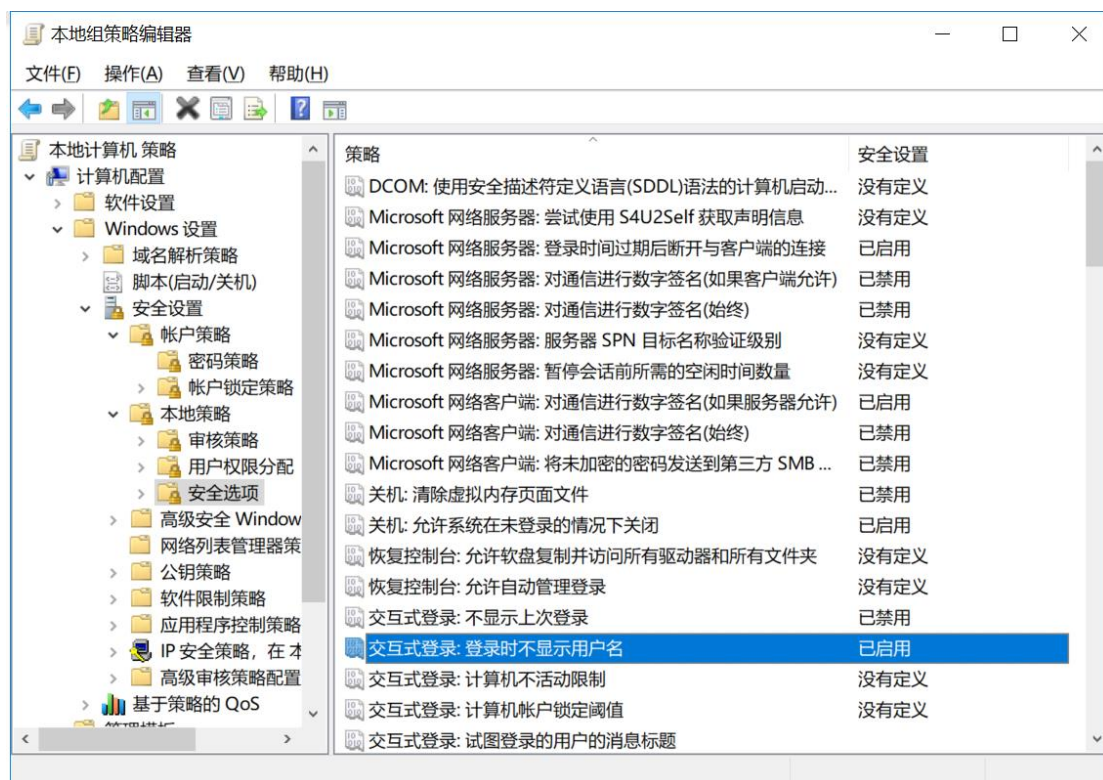 本地组策略编辑器
文件(F) 操作(A) 查看(V) 帮助(H)
本地计算机 策略
计算机配置
软件设置
Windows 设置
域名解析策略
脚本(启动/关机)
安全设置
帐户策略
密码策略
帐户锁定策略
本地策略
审核策略
用户权限分配
安全选项
高级安全 Window
网络列表管理器策
公钥策略
软件限制策略
应用程序控制策略
IP 安全策略，在 本
高级审核策略配置
基于策略的 QoS
策略 安全设置
DCOM: 使用安全描述符定义语言(SDDL)语法的计算机启动... 没有定义
Microsoft 网络服务器: 尝试使用 S4U2Self 获取声明信息 没有定义
Microsoft 网络服务器: 登录时间过期后断开与客户端的连接 已启用
Microsoft 网络服务器: 对通信进行数字签名(如果客户端允许) 已禁用
Microsoft 网络服务器: 对通信进行数字签名(始终) 已禁用
Microsoft 网络服务器: 服务器 SPN 目标名称验证级别 没有定义
Microsoft 网络服务器: 暂停会话前所需的空闲时间数量 没有定义
Microsoft 网络客户端: 对通信进行数字签名(如果服务器允许) 已启用
Microsoft 网络客户端: 对通信进行数字签名(始终) 已禁用
Microsoft 网络客户端: 将未加密的密码发送到第三方 SMB ... 已禁用
关机: 清除虚拟内存页面文件 已禁用
关机: 允许系统在未登录的情况下关闭 已启用
恢复控制台: 允许软盘复制并访问所有驱动器和所有文件夹 没有定义
恢复控制台: 允许自动管理登录 没有定义
交互式登录: 不显示上次登录 已禁用
交互式登录: 登录时不显示用户名 已启用
交互式登录: 计算机不活动限制 没有定义
交互式登录: 计算机帐户锁定阈值 没有定义
交互式登录: 试图登录的用户的消息标题